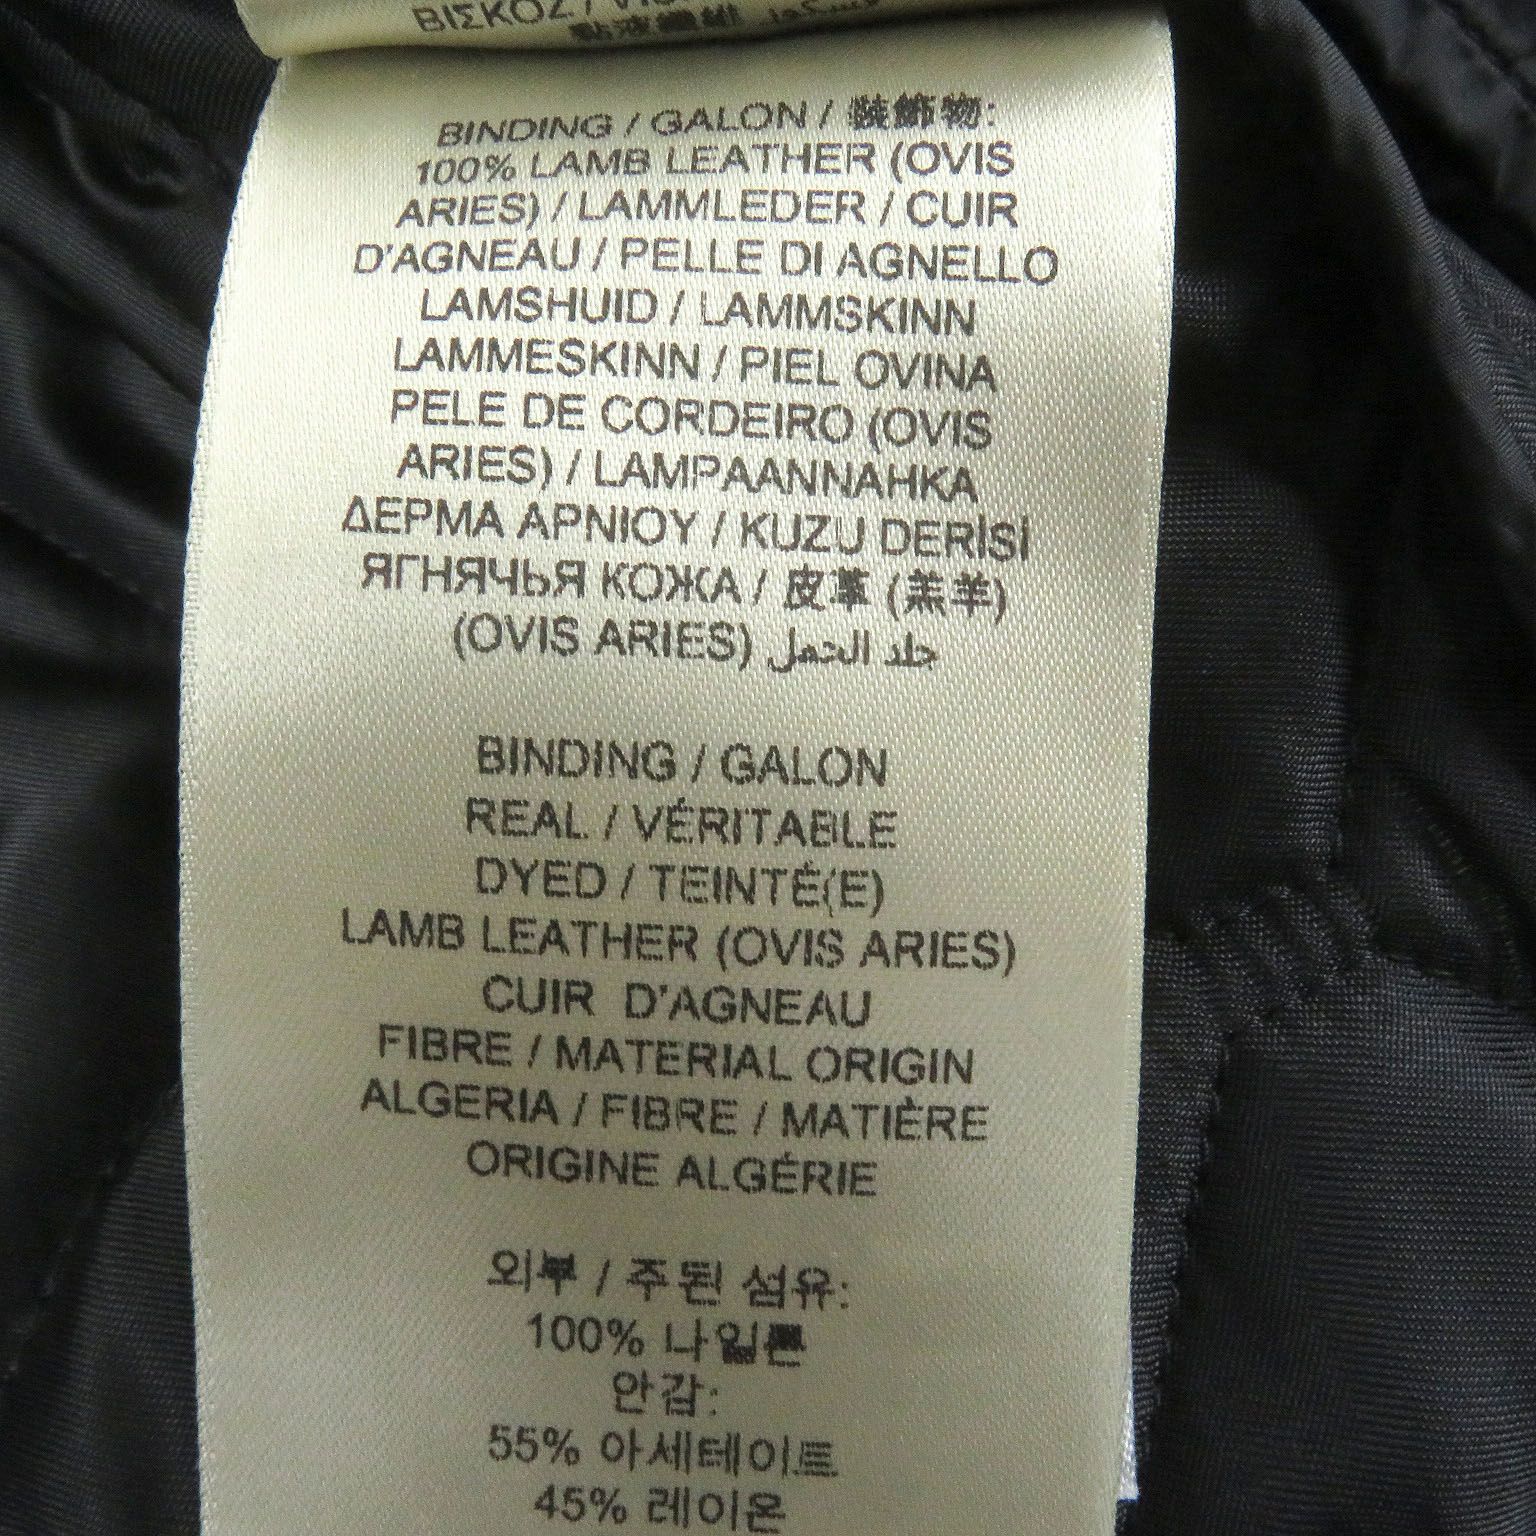 ΒΙΣΚΟΖ /
BINDING / GALON / 裝飾物:
100% LAMB LEATHER (OVIS
ARIES) / LAMMLEDER / CUIR
D'AGNEAU / PELLE DI AGNELLO
LAMSHUID / LAMMSKINN
LAMMESKINN / PIEL OVINA
PELE DE CORDEIRO (OVIS
ARIES) / LAMPAANNAHKA
ΔΕΡΜΑ ΑΡΝΙΟΥ / KUZU DERİSİ
ЯГНЯЧЬЯ КОЖА / 皮革 (羔羊)
(OVIS ARIES) جلد الحمل
BINDING / GALON
REAL / VÉRITABLE
DYED / TEINTÉ(E)
LAMB LEATHER (OVIS ARIES)
CUIR D'AGNEAU
FIBRE / MATERIAL ORIGIN
ALGERIA / FIBRE / MATIÈRE
ORIGINE ALGÉRIE
외부 / 주된 섬유:
100% 나일론
안감:
55% 아세테이트
45% 레이온